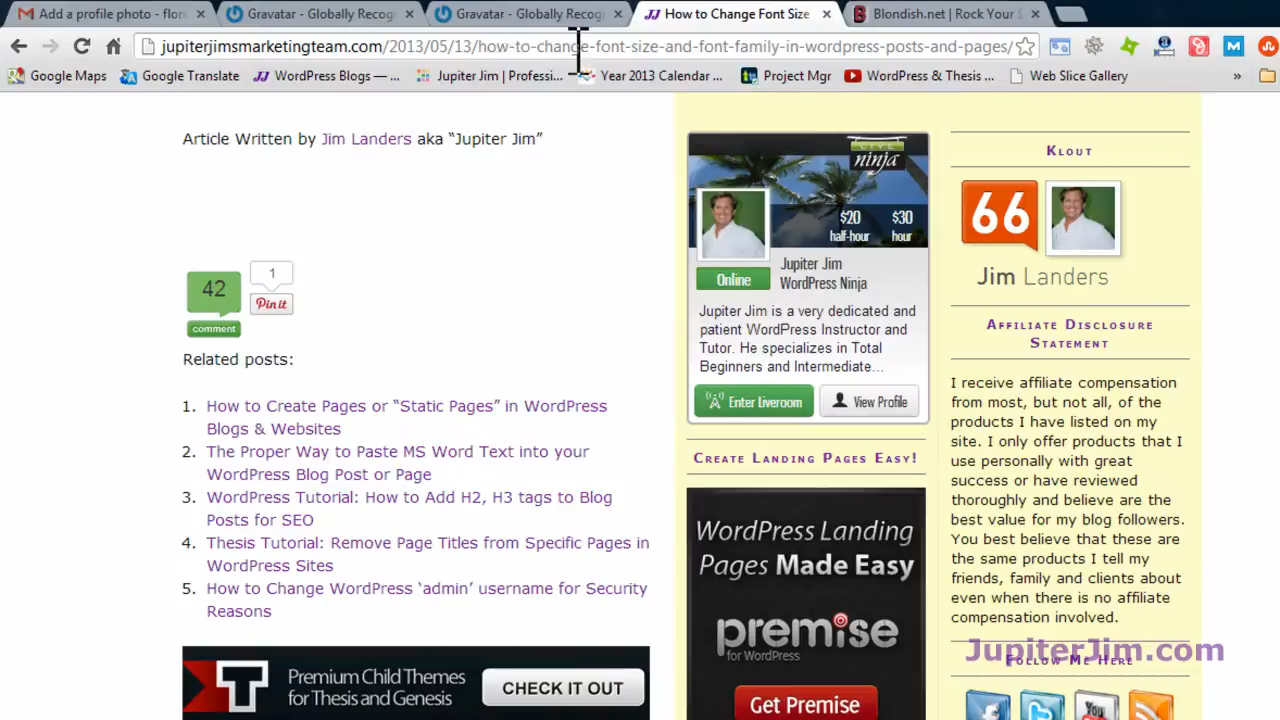 Add a profile photo - flor
Gravatar - Globally Recog
Gravatar - Globally Recog
How to Change Font Size
Blondish.net | Rock Your
jupiterjimsmarketingteam.com/2013/05/13/how-to-change-font-size-and-font-family-in-wordpress-posts-and-pages/
Google Maps
Google Translate
WordPress Blogs — ...
Jupiter Jim | Professi...
Year 2013 Calendar ...
Project Mgr
WordPress & Thesis ...
Web Slice Gallery
»
Article Written by Jim Landers aka “Jupiter Jim”
42
comment
1
Pin it
Related posts:
1. How to Create Pages or “Static Pages” in WordPress
Blogs & Websites
2. The Proper Way to Paste MS Word Text into your
WordPress Blog Post or Page
3. WordPress Tutorial: How to Add H2, H3 tags to Blog
Posts for SEO
4. Thesis Tutorial: Remove Page Titles from Specific Pages in
WordPress Sites
5. How to Change WordPress ‘admin’ username for Security
Reasons
Premium Child Themes
for Thesis and Genesis
CHECK IT OUT
LIVE
ninja
$20
half-hour
$30
hour
Online
Jupiter Jim
WordPress Ninja
Jupiter Jim is a very dedicated and
patient WordPress Instructor and
Tutor. He specializes in Total
Beginners and Intermediate...
Enter Liveroom
View Profile
Create Landing Pages Easy!
WordPress Landing
Pages Made Easy
premise
for WordPress
Get Premise
Klout
66
Jim Landers
Affiliate Disclosure
Statement
I receive affiliate compensation
from most, but not all, of the
products I have listed on my
site. I only offer products that I
use personally with great
success or have reviewed
thoroughly and believe are the
best value for my blog followers.
You best believe that these are
the same products I tell my
friends, family and clients about
even when there is no affiliate
compensation involved.
Follow Me Here
JupiterJim.com
You